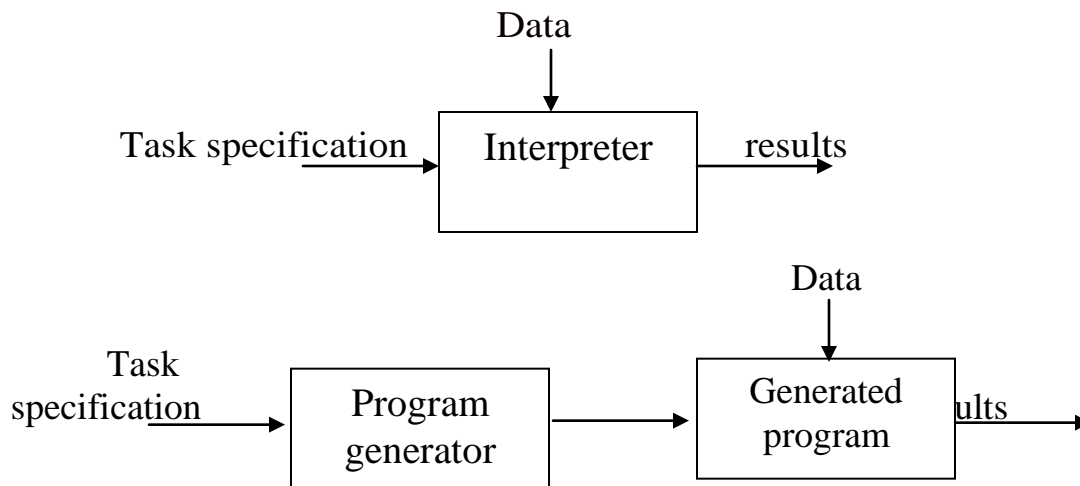 Data
Task specification
Interpreter
results
Data
Task
specification
Program
generator
Generated
program
ults